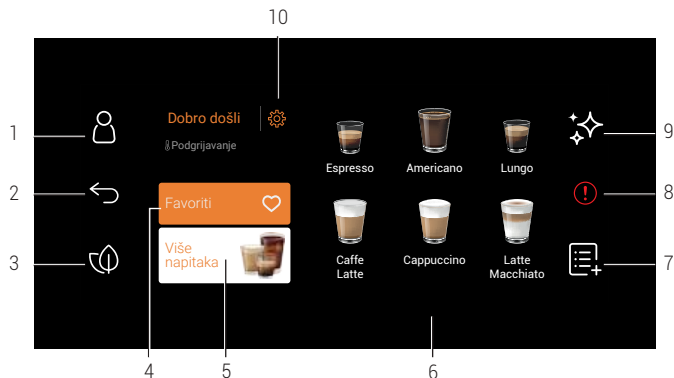 10
1
2
3
Dobro došli
Podgrijavanje
Favoriti
Više
napitaka
Espresso
Americano
Lungo
Caffe
Latte
Cappuccino
Latte
Macchiato
9
8
7
4
5
6